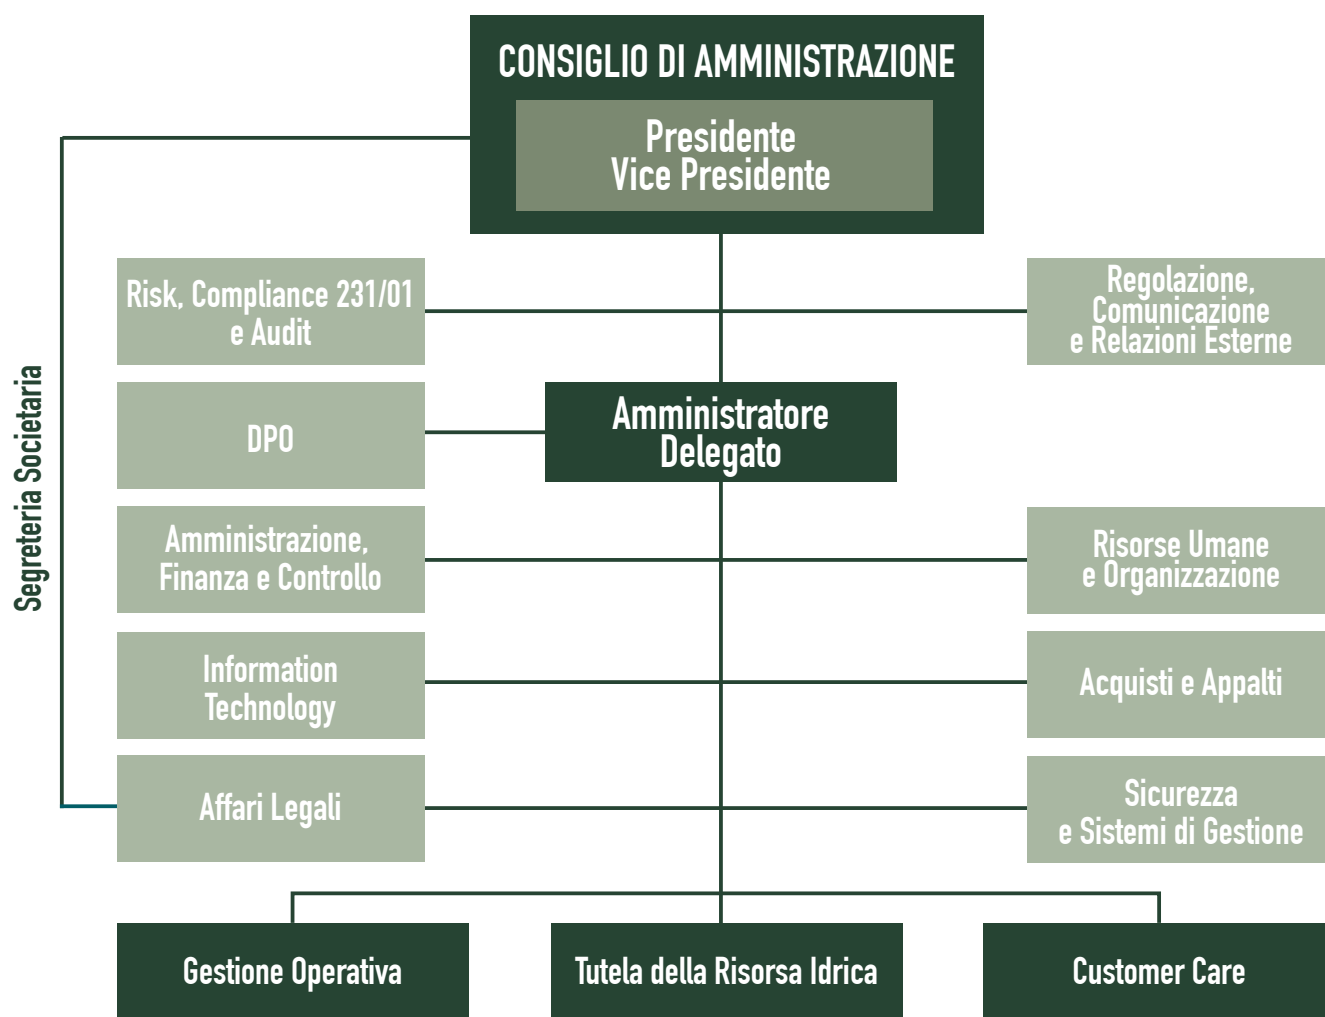 CONSIGLIO DI AMMINISTRAZIONE
Presidente
Vice Presidente
Risk, Compliance 231/01
e Audit
Regolazione,
Comunicazione
e Relazioni Esterne
Segreteria Societaria
DPO
Amministratore
Delegato
Amministrazione,
Finanza e Controllo
Risorse Umane
e Organizzazione
Information
Technology
Acquisti e Appalti
Affari Legali
Sicurezza
e Sistemi di Gestione
Gestione Operativa
Tutela della Risorsa Idrica
Customer Care